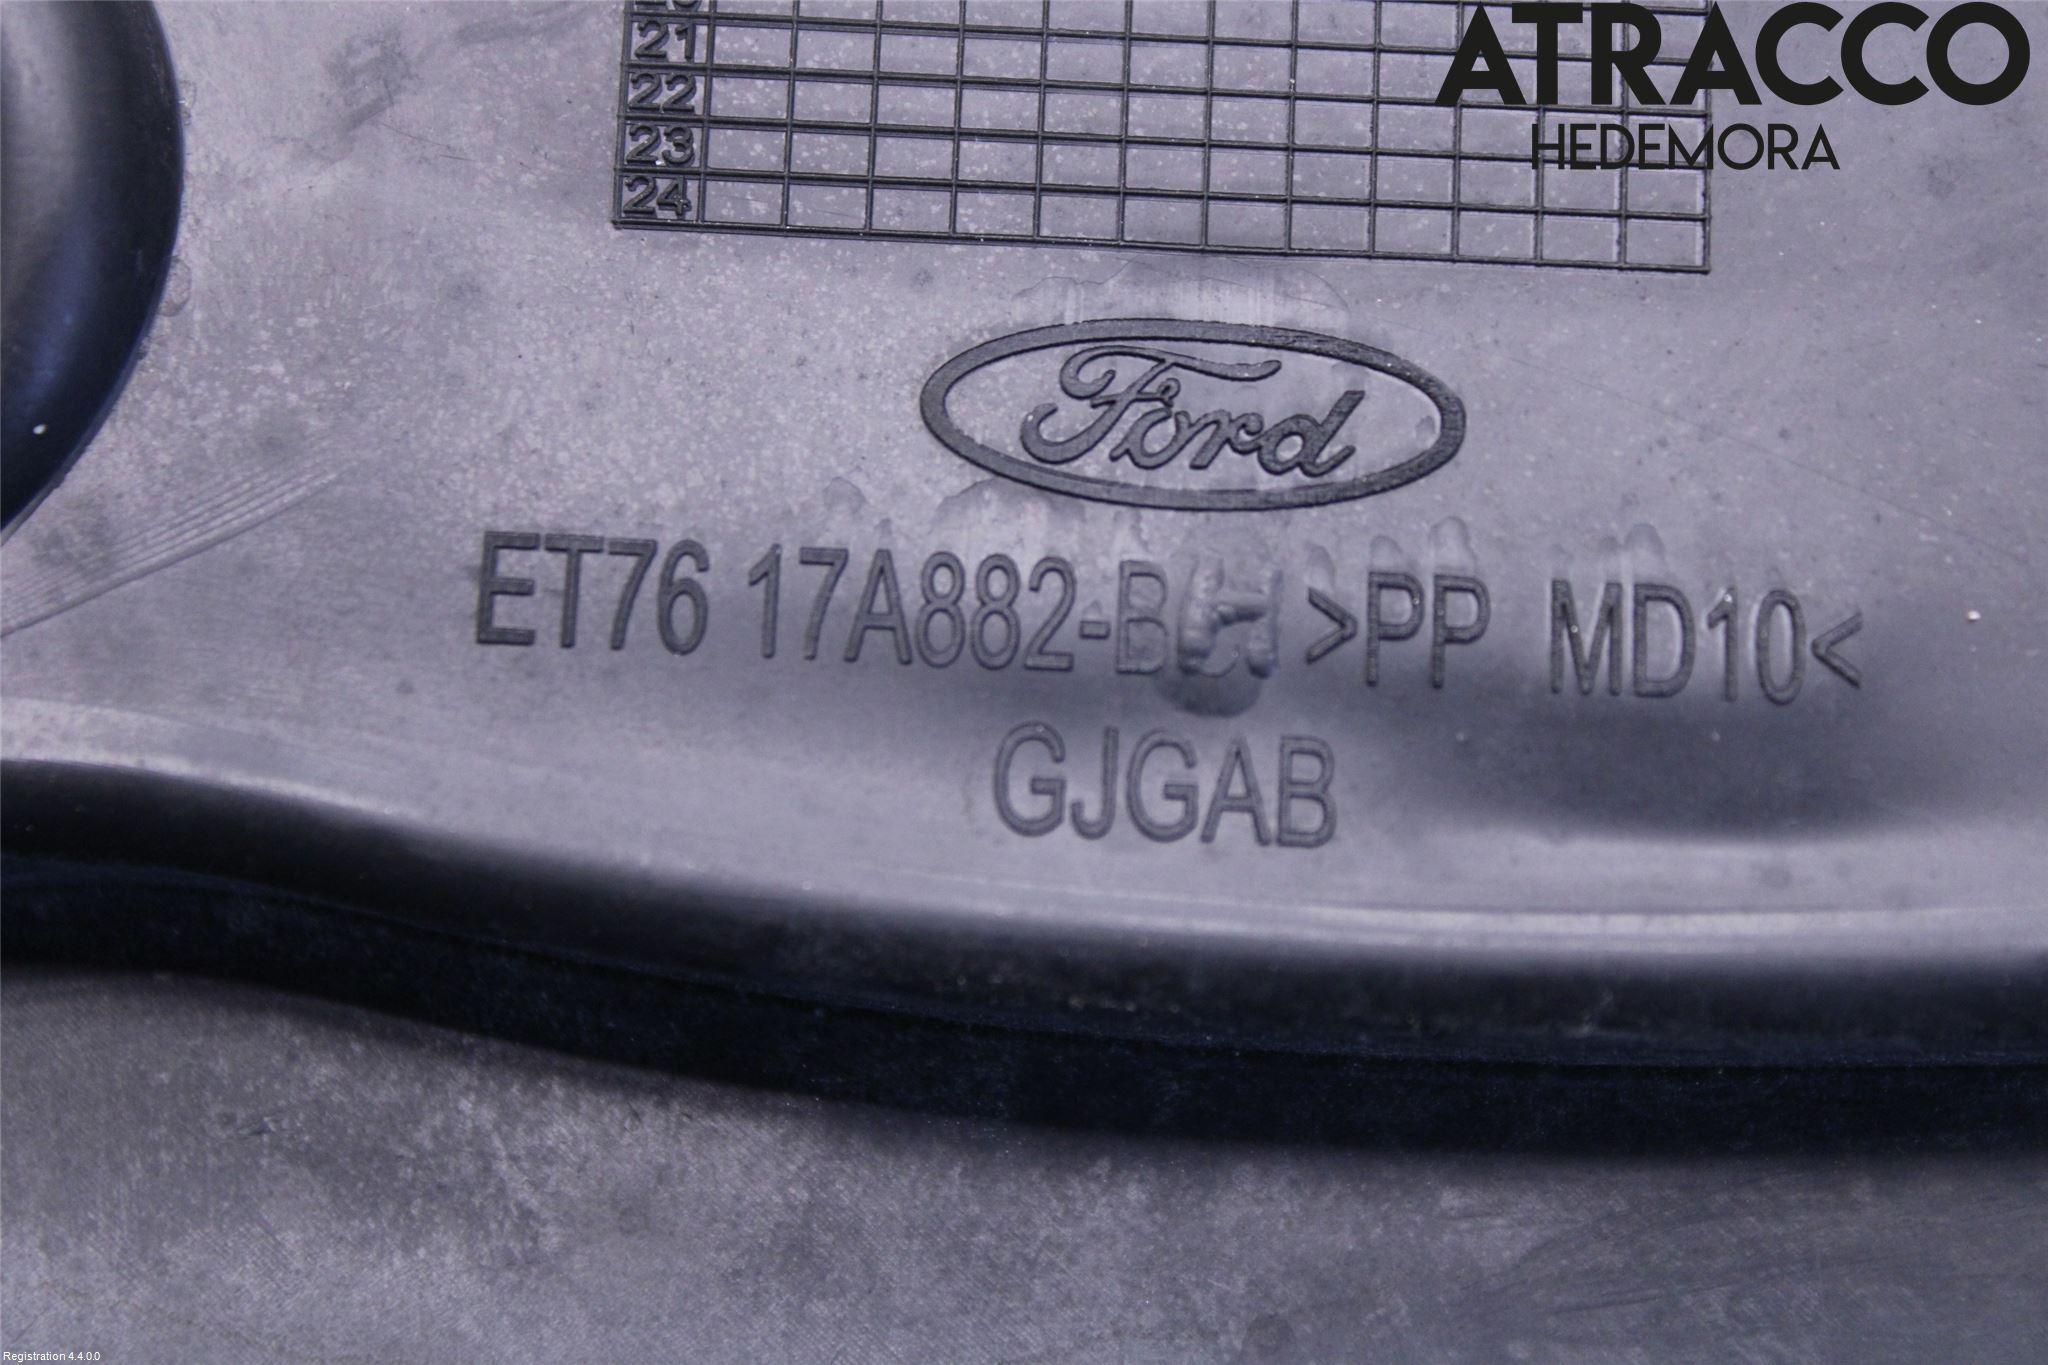 ATRACCO
HEDEMORA
21
22
23
24
Ford
ET76 17A882- >PP MD10<
GJGAB
Registration 4.4.0.0